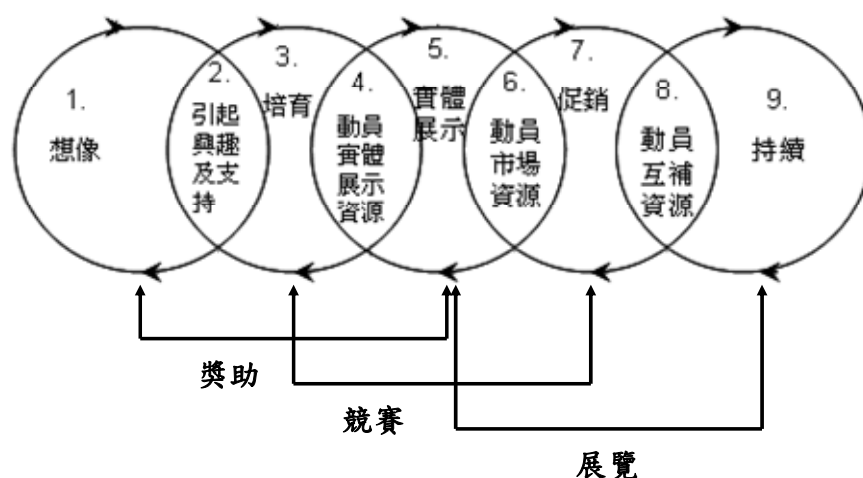 1.
想像
2.
引起
興趣
及支
持
3.
培育
4.
動員
實體
展示
資源
5.
實體
展示
6.
動員
市場
資源
7.
促銷
8.
動員
互補
資源
9.
持續
獎助
競賽
展覽